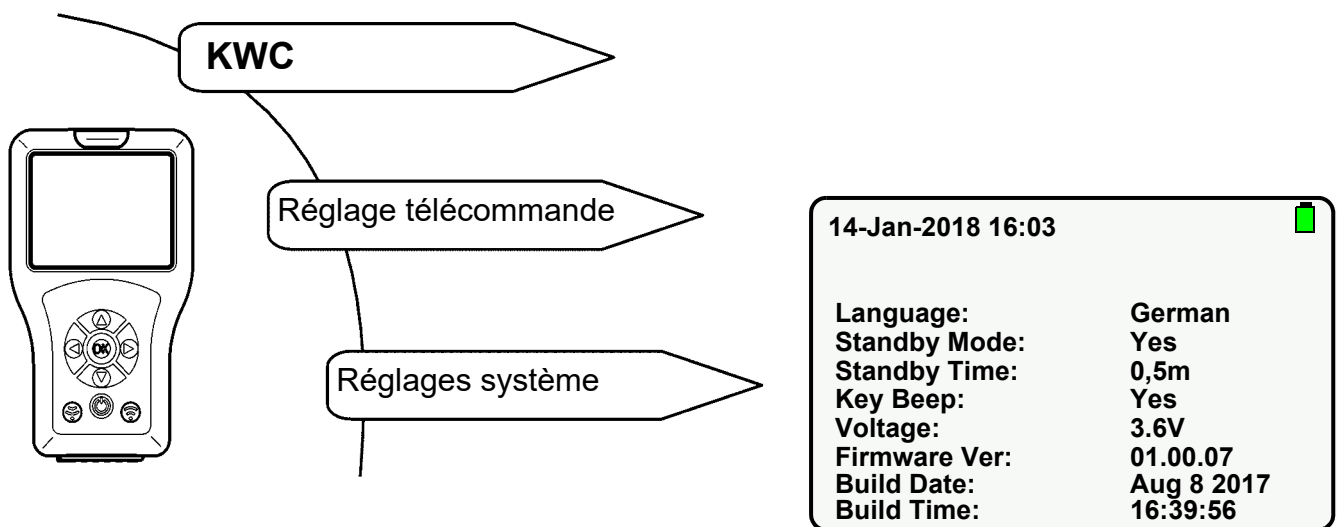 KWC
Réglage télécommande
Réglages système
OK
14-Jan-2018 16:03
Language: German
Standby Mode: Yes
Standby Time: 0,5m
Key Beep: Yes
Voltage: 3.6V
Firmware Ver: 01.00.07
Build Date: Aug 8 2017
Build Time: 16:39:56